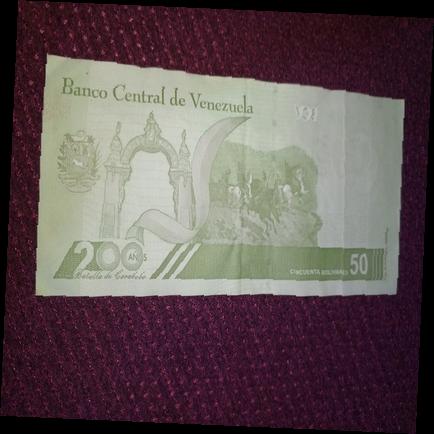 Banco Central de Venezuela
200 AÑOS
Batalla de Carabobo
CINCUENTA BOLÍVARES 50